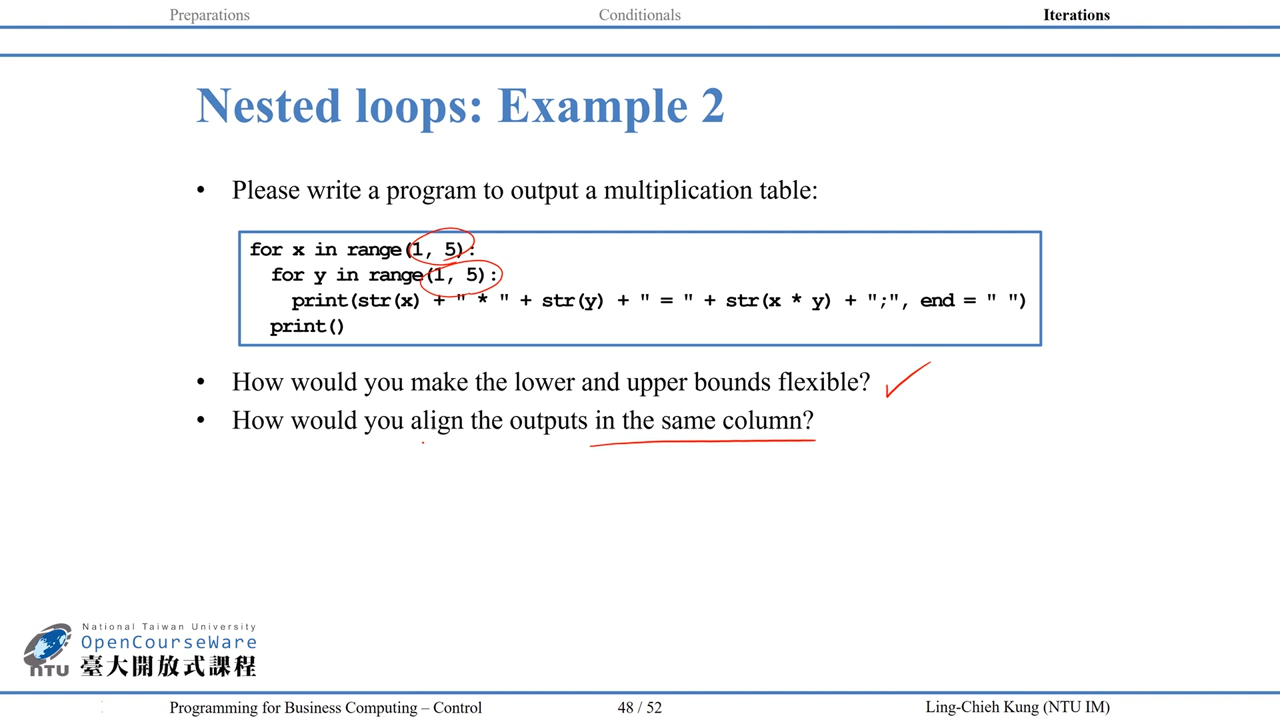 Preparations Conditionals Iterations
Nested loops: Example 2
• Please write a program to output a multiplication table:
for x in range(1, 5):
  for y in range(1, 5):
    print(str(x) + " * " + str(y) + " = " + str(x * y) + ";", end = " ")
  print()
• How would you make the lower and upper bounds flexible?
• How would you align the outputs in the same column?
National Taiwan University
OpenCourseWare
NTU 臺大開放式課程
Programming for Business Computing – Control 48 / 52 Ling-Chieh Kung (NTU IM)